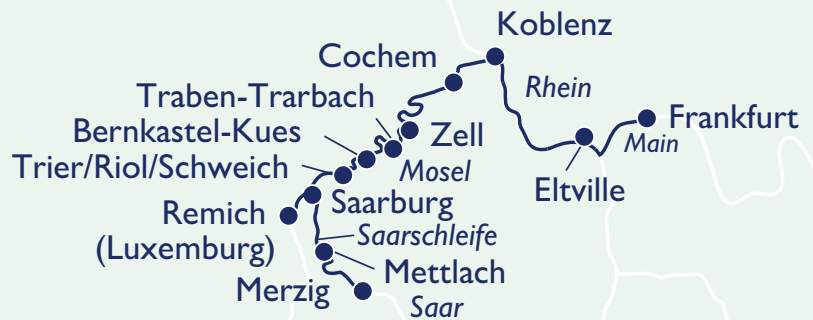 Koblenz
Cochem
Rhein
Traben-Trarbach
Frankfurt
Bernkastel-Kues
Zell
Main
Trier/Riol/Schweich
Mosel
Eltville
Remich
(Luxemburg)
Saarburg
Saarschleife
Mettlach
Merzig
Saar